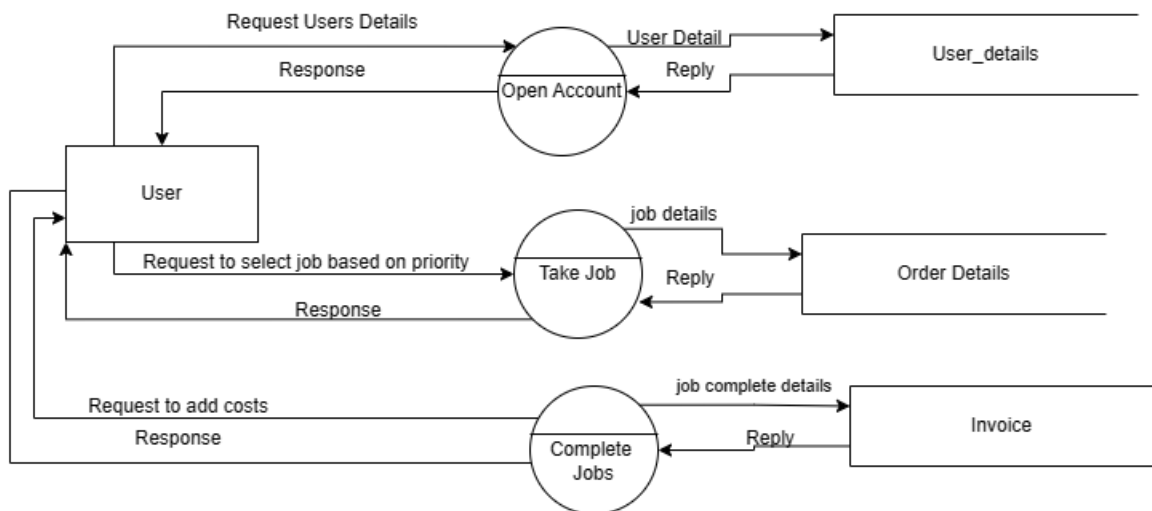 Request Users Details
User Detail
User_details
Response
Reply
Open Account
User
job details
Request to select job based on priority
Take Job
Reply
Order Details
Response
job complete details
Request to add costs
Invoice
Response
Reply
Complete
Jobs